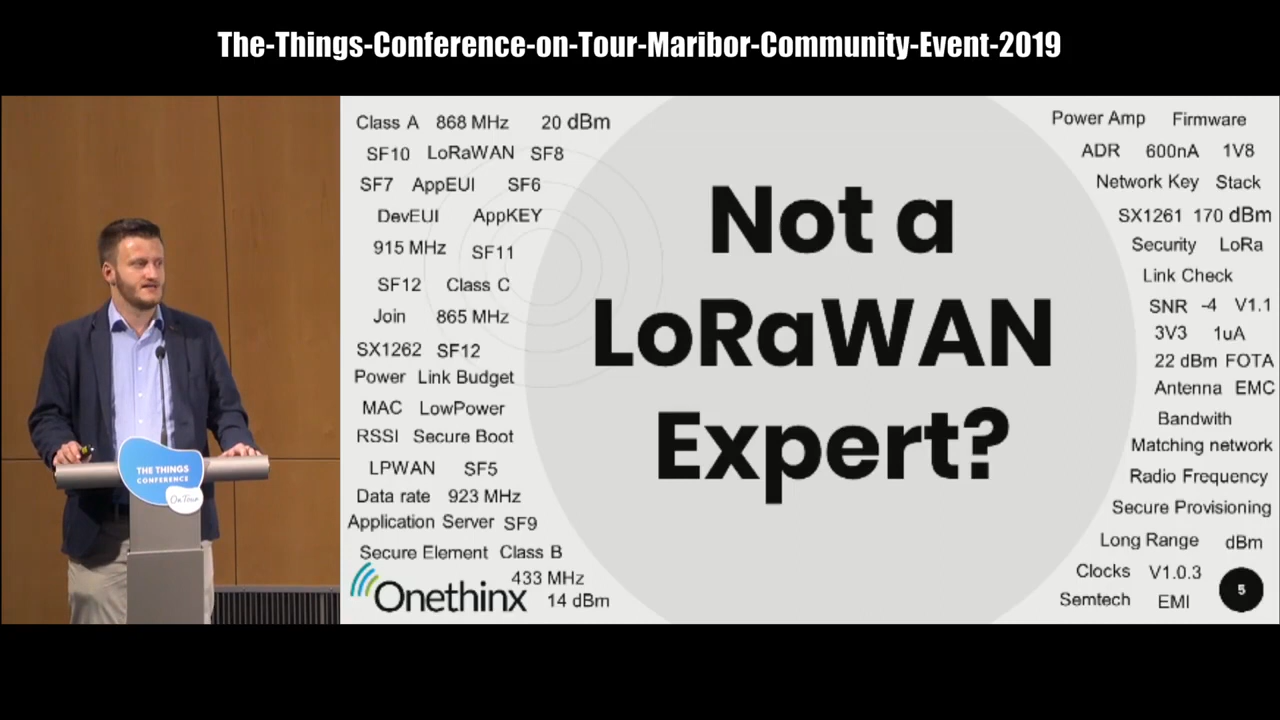 The-Things-Conference-on-Tour-Maribor-Community-Event-2019
THE THINGS
CONFERENCE
On Tour
Class A 868 MHz 20 dBm
SF10 LoRaWAN SF8
SF7 AppEUI SF6
DevEUI AppKEY
915 MHz SF11
SF12 Class C
Join 865 MHz
SX1262 SF12
Power Link Budget
MAC LowPower
RSSI Secure Boot
LPWAN SF5
Data rate 923 MHz
Application Server SF9
Secure Element Class B
433 MHz
Onethinx 14 dBm
Not a
LoRaWAN
Expert?
Power Amp Firmware
ADR 600nA 1V8
Network Key Stack
SX1261 170 dBm
Security LoRa
Link Check
SNR -4 V1.1
3V3 1uA
22 dBm FOTA
Antenna EMC
Bandwith
Matching network
Radio Frequency
Secure Provisioning
Long Range dBm
Clocks V1.0.3
Semtech EMI
5